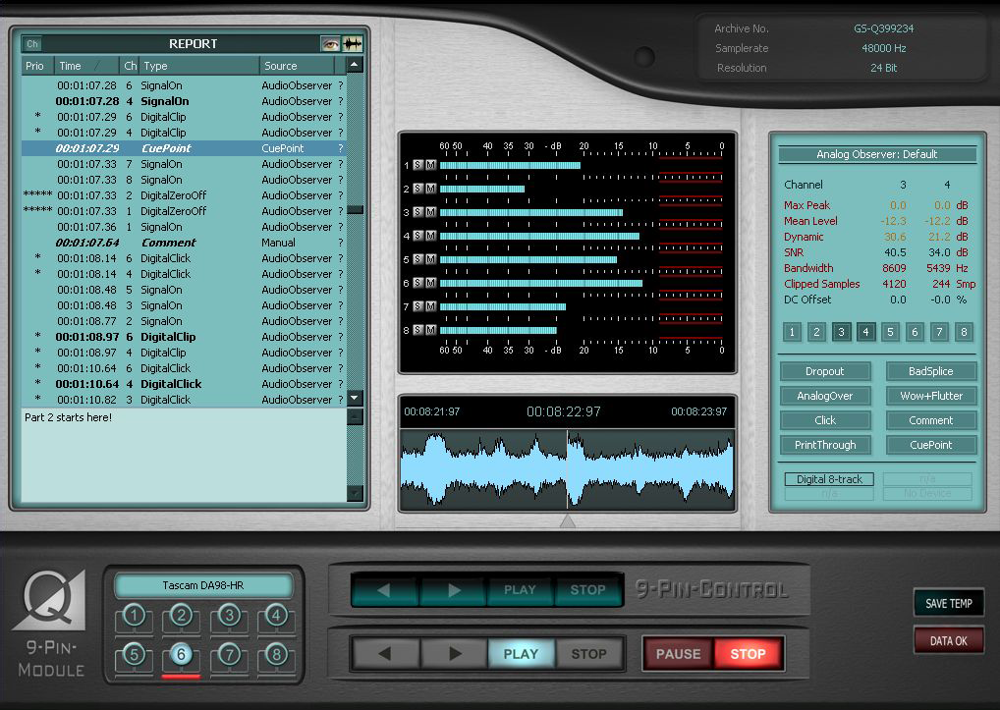 Archive No. GS-Q399234
Samplerate 48000 Hz
Resolution 24 Bit
Ch REPORT
Prio Time / Ch Type Source
00:01:07.28 6 SignalOn AudioObserver ?
00:01:07.28 4 SignalOn AudioObserver ?
* 00:01:07.29 6 DigitalClip AudioObserver ?
* 00:01:07.29 4 DigitalClip AudioObserver ?
00:01:07.29 CuePoint CuePoint ?
00:01:07.33 7 SignalOn AudioObserver ?
00:01:07.33 8 SignalOn AudioObserver ?
***** 00:01:07.33 2 DigitalZeroOff AudioObserver ?
***** 00:01:07.33 1 DigitalZeroOff AudioObserver ?
00:01:07.36 1 SignalOn AudioObserver ?
00:01:07.64 Comment Manual ?
* 00:01:08.14 6 DigitalClick AudioObserver ?
* 00:01:08.14 4 DigitalClick AudioObserver ?
00:01:08.48 5 SignalOn AudioObserver ?
00:01:08.48 3 SignalOn AudioObserver ?
00:01:08.77 2 SignalOn AudioObserver ?
* 00:01:08.97 6 DigitalClip AudioObserver ?
* 00:01:08.97 4 DigitalClip AudioObserver ?
* 00:01:10.64 6 DigitalClick AudioObserver ?
* 00:01:10.64 4 DigitalClick AudioObserver ?
* 00:01:10.82 3 DigitalClick AudioObserver ?
Part 2 starts here!
60 50 40 35 30 - dB 20 15 10 5 0
1 S M
2 S M
3 S M
4 S M
5 S M
6 S M
7 S M
8 S M
60 50 40 35 30 - dB 20 15 10 5 0
00:08:21:97 00:08:22:97 00:08:23:97
Analog Observer: Default
Channel 3 4
Max Peak 0.0 0.0 dB
Mean Level -12.3 -12.2 dB
Dynamic 30.6 21.2 dB
SNR 40.5 34.0 dB
Bandwidth 8609 5439 Hz
Clipped Samples 4120 244 Smp
DC Offset 0.0 -0.0 %
1 2 3 4 5 6 7 8
Dropout BadSplice
AnalogOver Wow+Flutter
Click Comment
PrintThrough CuePoint
Digital 8-track n/a
n/a No Device
9-Pin-Module
Tascam DA98-HR
1 2 3 4
5 6 7 8
PLAY STOP 9-Pin-Control
PLAY STOP PAUSE STOP
SAVE TEMP
DATA OK